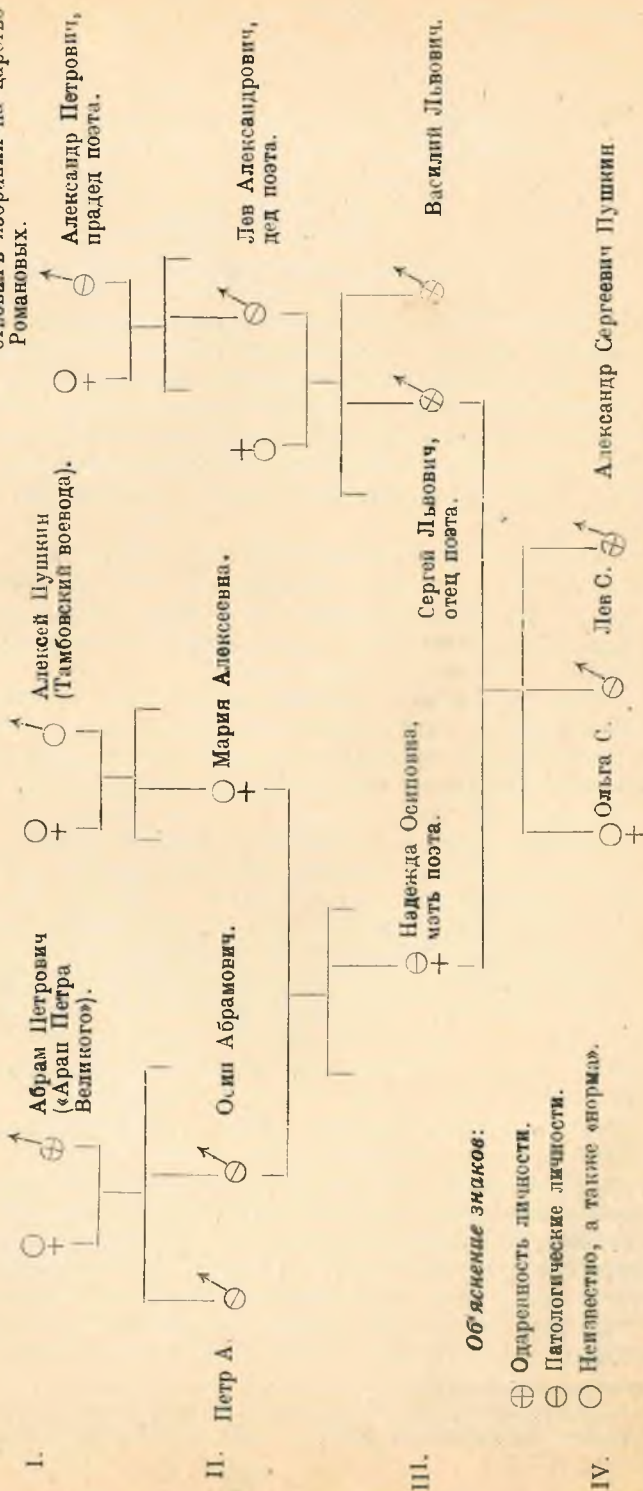 Романовых.
I.
Абрам Петрович
(«Арап Петра
Великого»).
Алексей Пушкин
(Тамбовский воевода).
Александр Петрович,
прадед поэта.
II.
Петр А.
Осип Абрамович.
Мария Алексеевна.
Лев Александрович,
дед поэта.
III.
Надежда Осиповна,
мать поэта.
Сергей Львович,
отец поэта.
Василий Львович.
Об'яснение знаков:
Одаренность личности.
Патологические личности.
Неизвестно, а также «норма».
IV.
Ольга С.
Лев С.
Александр Сергеевич Пушкин